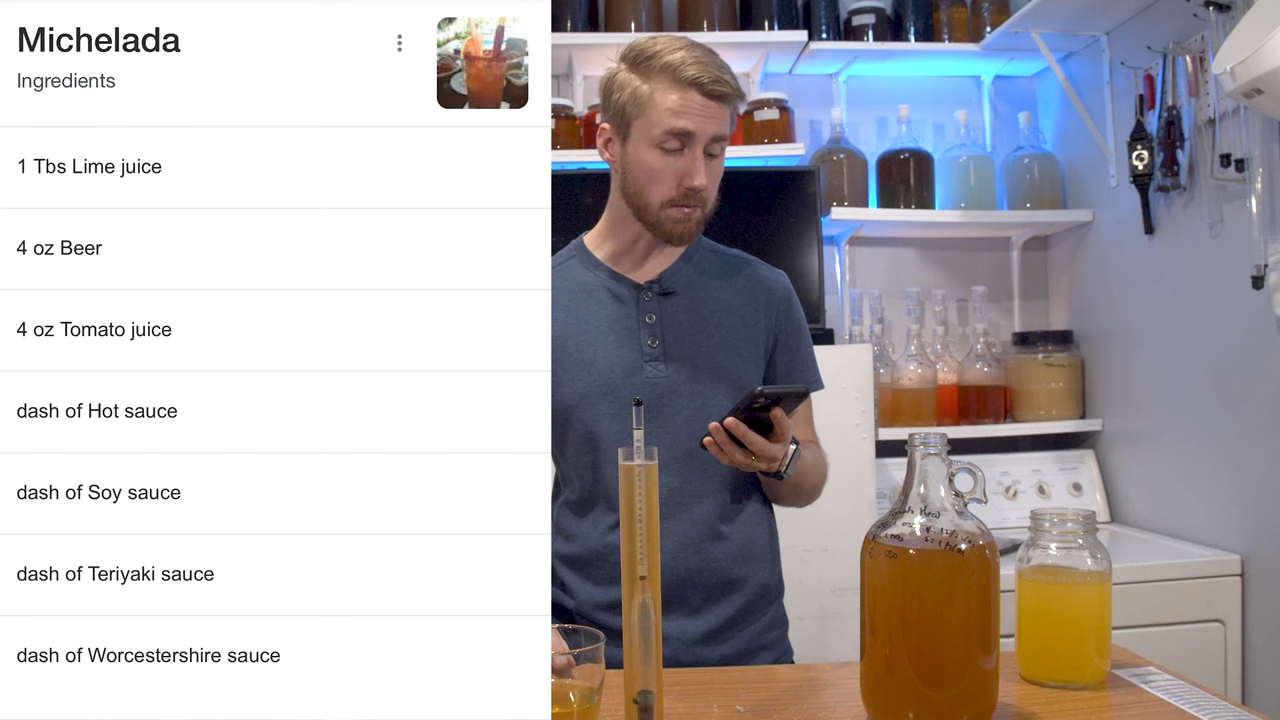 Michelada
Ingredients
1 Tbs Lime juice
4 oz Beer
4 oz Tomato juice
dash of Hot sauce
dash of Soy sauce
dash of Teriyaki sauce
dash of Worcestershire sauce